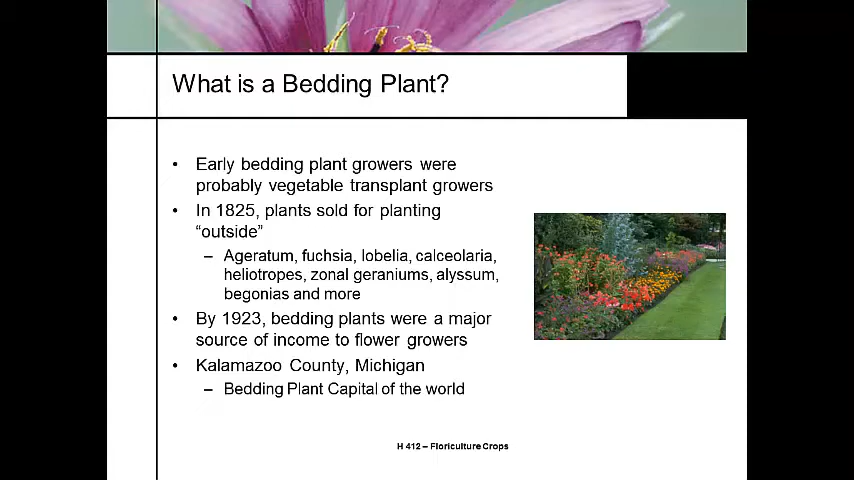 What is a Bedding Plant?
• Early bedding plant growers were
probably vegetable transplant growers
• In 1825, plants sold for planting
“outside”
– Ageratum, fuchsia, lobelia, calceolaria,
heliotropes, zonal geraniums, alyssum,
begonias and more
• By 1923, bedding plants were a major
source of income to flower growers
• Kalamazoo County, Michigan
– Bedding Plant Capital of the world
H 412 – Floriculture Crops